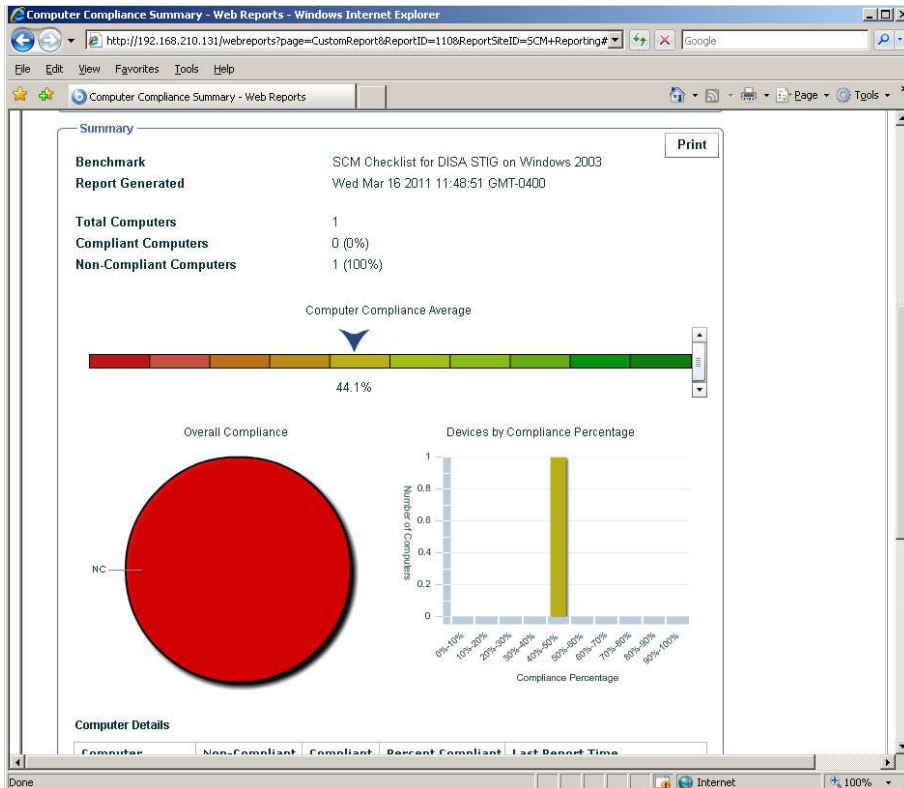 Computer Compliance Summary - Web Reports - Windows Internet Explorer
http://192.168.210.131/webreports?page=CustomReport&ReportID=110&ReportSiteID=SCM+Reporting#
Google
File Edit View Favorites Tools Help
Computer Compliance Summary - Web Reports
Page Tools
Summary
Print
Benchmark SCM Checklist for DISA STIG on Windows 2003
Report Generated Wed Mar 16 2011 11:48:51 GMT-0400
Total Computers 1
Compliant Computers 0 (0%)
Non-Compliant Computers 1 (100%)
Computer Compliance Average
44.1%
Overall Compliance
NC
Devices by Compliance Percentage
Number of Computers
1
0.8
0.6
0.4
0.2
0
0%-10% 10%-20% 20%-30% 30%-40% 40%-50% 50%-60% 60%-70% 70%-80% 80%-90% 90%-100%
Compliance Percentage
Computer Details
Computer Non-Compliant Compliant Percent Compliant Last Report Time
Done Internet 100%